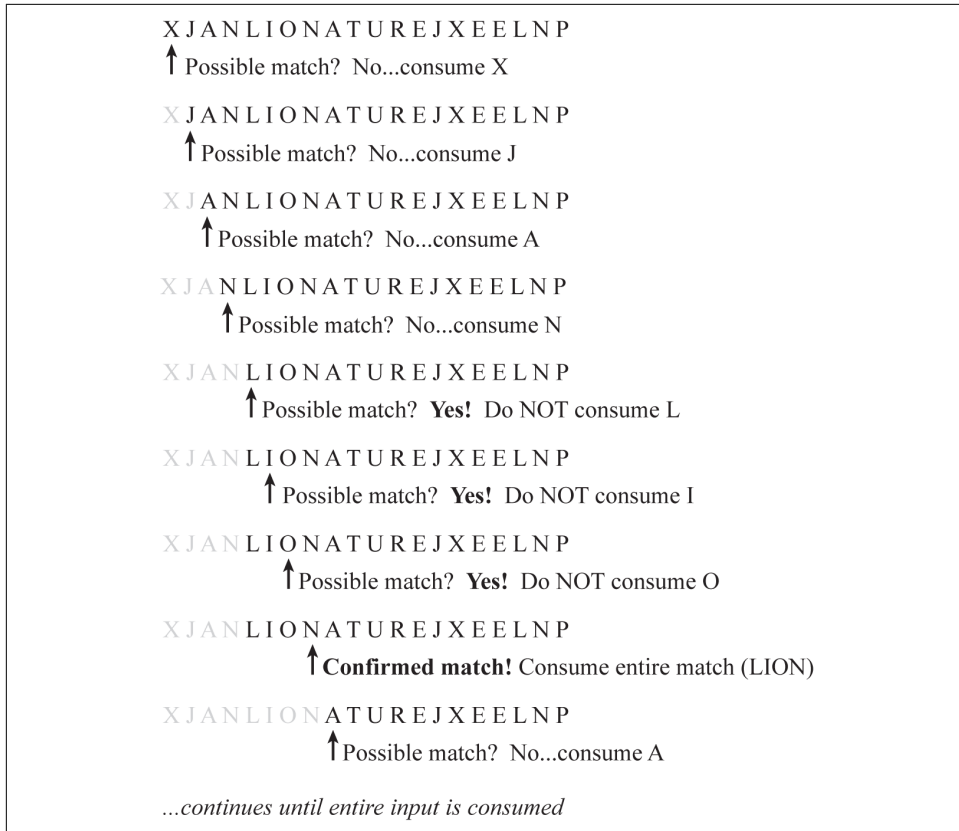 X J A N L I O N A T U R E J X E E L N P
Possible match? No...consume X
X J A N L I O N A T U R E J X E E L N P
Possible match? No...consume J
X J A N L I O N A T U R E J X E E L N P
Possible match? No...consume A
X J A N L I O N A T U R E J X E E L N P
Possible match? No...consume N
X J A N L I O N A T U R E J X E E L N P
Possible match? Yes! Do NOT consume L
X J A N L I O N A T U R E J X E E L N P
Possible match? Yes! Do NOT consume I
X J A N L I O N A T U R E J X E E L N P
Possible match? Yes! Do NOT consume O
X J A N L I O N A T U R E J X E E L N P
Confirmed match! Consume entire match (LION)
X J A N L I O N A T U R E J X E E L N P
Possible match? No...consume A
...continues until entire input is consumed